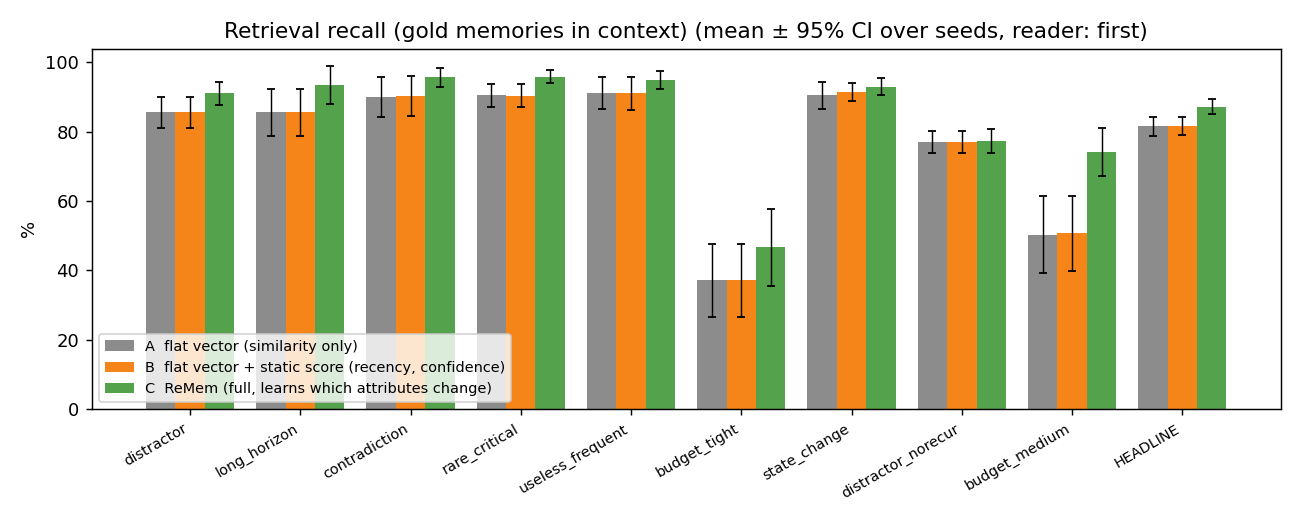 Retrieval recall (gold memories in context) (mean ± 95% CI over seeds, reader: first)
100
80
60
40
20
0
%
A flat vector (similarity only)
B flat vector + static score (recency, confidence)
C ReMem (full, learns which attributes change)
distractor
long_horizon
contradiction
rare_critical
useless_frequent
budget_tight
state_change
distractor_norecur
budget_medium
HEADLINE